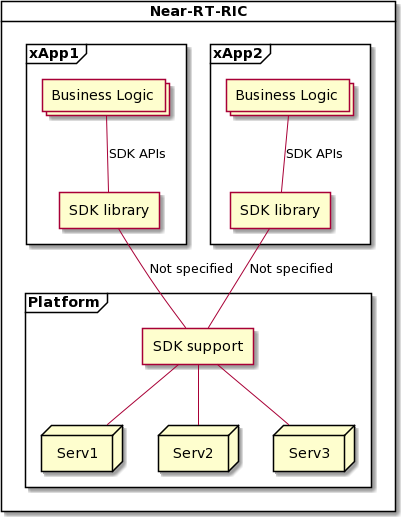 Near-RT-RIC
xApp1
xApp2
Business Logic
Business Logic
SDK APIs
SDK APIs
SDK library
SDK library
Not specified
Not specified
Platform
SDK support
Serv1
Serv2
Serv3